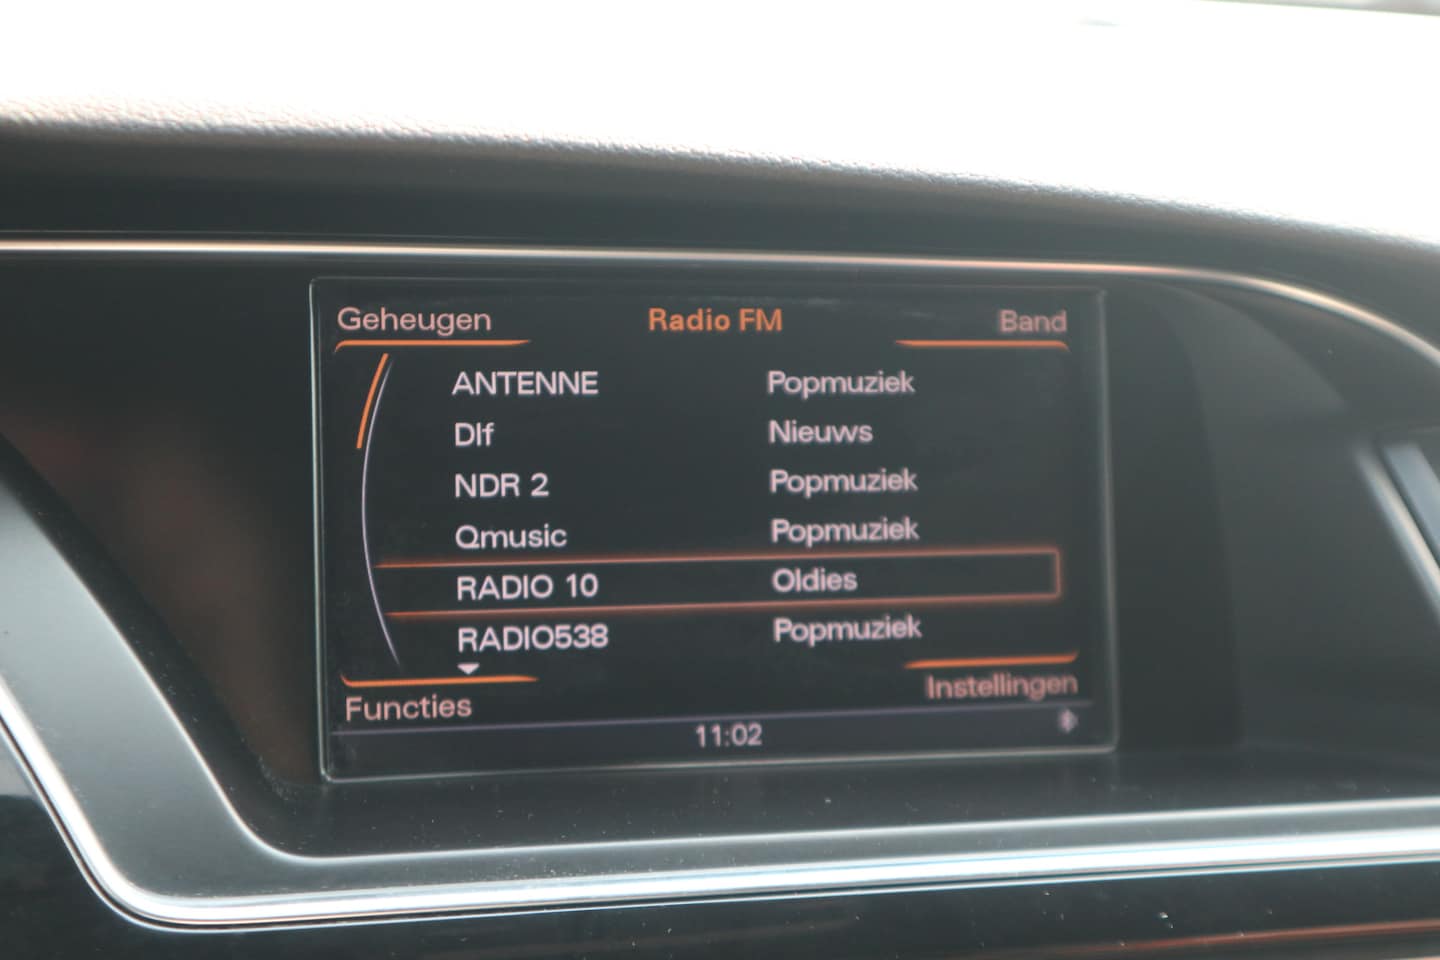 Geheugen Radio FM Band
ANTENNE Popmuziek
Dlf Nieuws
NDR 2 Popmuziek
Qmusic Popmuziek
RADIO 10 Oldies
RADIO538 Popmuziek
Functies Instellingen
11:02